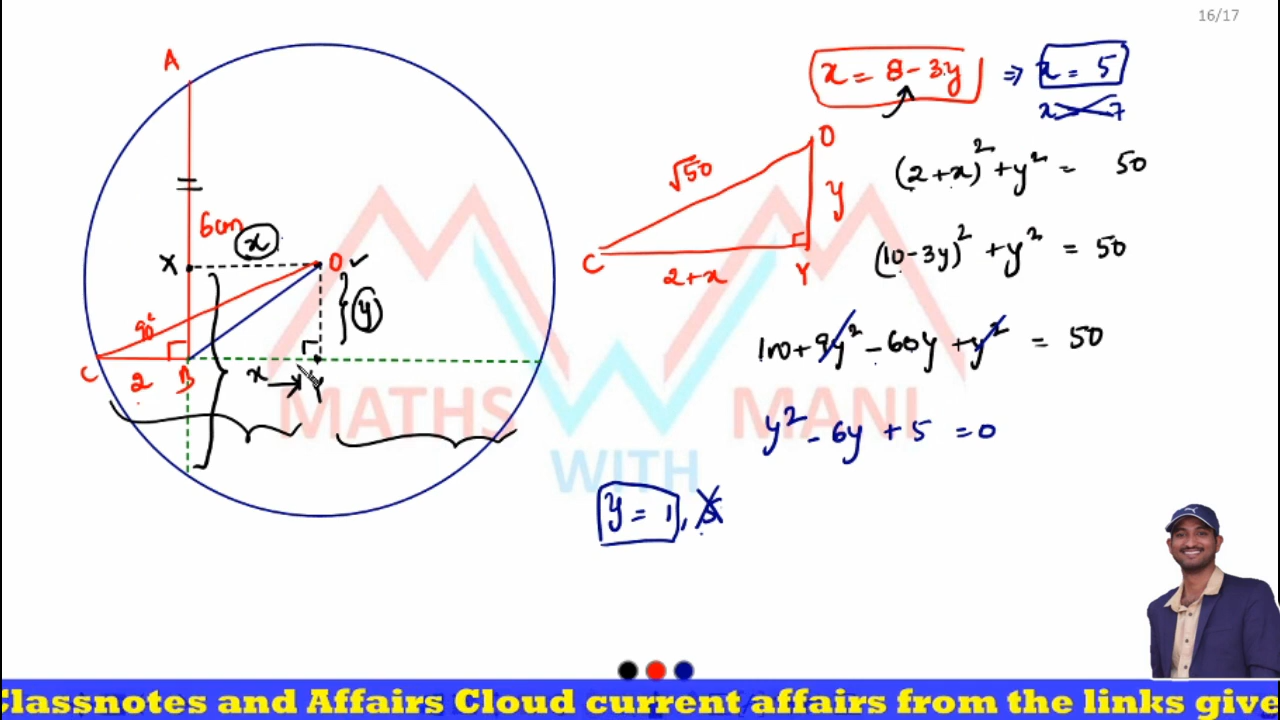 16/17
A
6cm
x
X
O ✓
y
90°
C
2
B
x → Y
x = 8 - 3y ⇒ x = 5
x = 7
√50
O
y
C
2+x
Y
(2+x)² + y² = 50
(10-3y)² + y² = 50
100 + 9y² - 60y + y² = 50
y² - 6y + 5 = 0
y = 1, 5
MATHS
WITH
MANI
Classnotes and Affairs Cloud current affairs from the links give